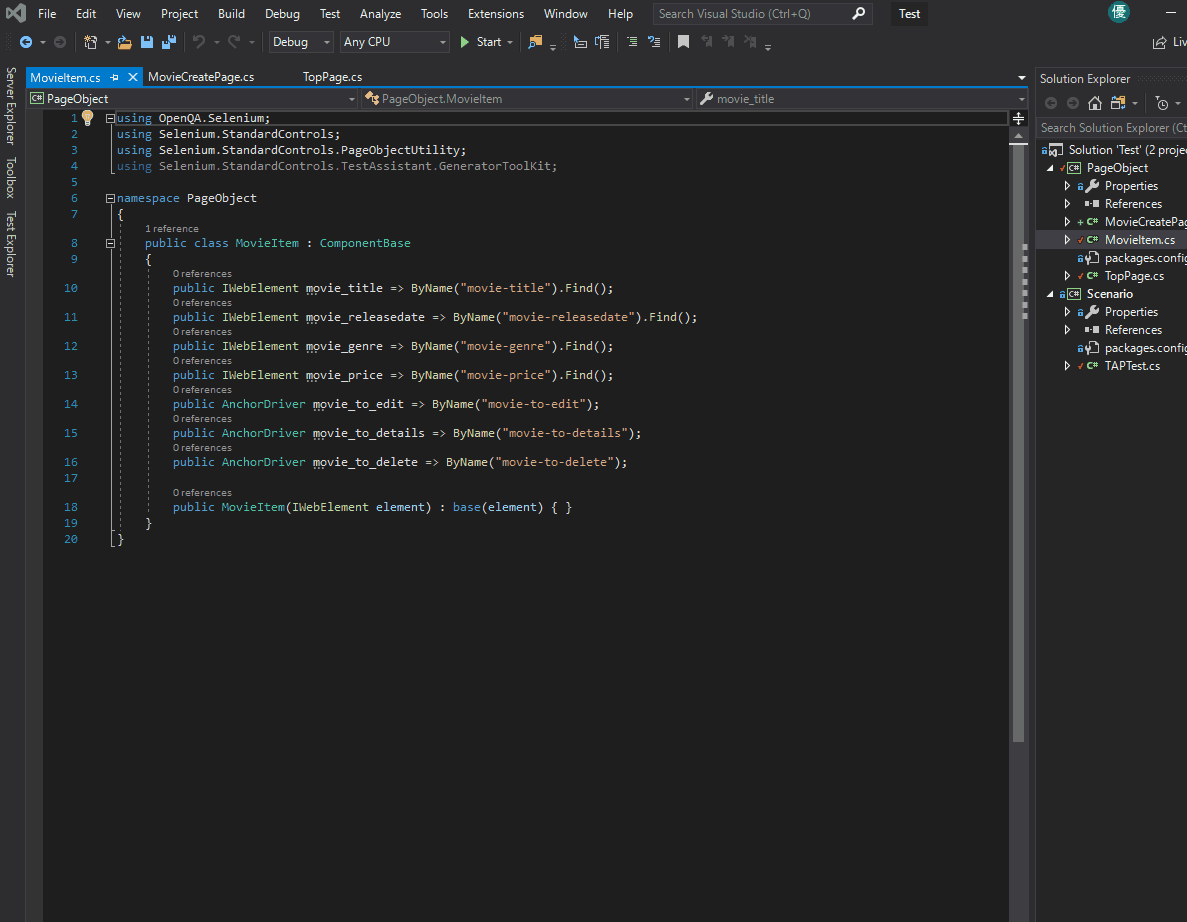 File Edit View Project Build Debug Test Analyze Tools Extensions Window Help Search Visual Studio (Ctrl+Q) Test 優
Debug Any CPU Start Liv
Server Explorer
Toolbox
Test Explorer
MovieItem.cs MovieCreatePage.cs TopPage.cs
PageObject PageObject.MovieItem movie_title
1 using OpenQA.Selenium;
2 using Selenium.StandardControls;
3 using Selenium.StandardControls.PageObjectUtility;
4 using Selenium.StandardControls.TestAssistant.GeneratorToolKit;
5
6 namespace PageObject
7 {
1 reference
8 public class MovieItem : ComponentBase
9 {
0 references
10 public IWebElement movie_title => ByName("movie-title").Find();
0 references
11 public IWebElement movie_releasedate => ByName("movie-releasedate").Find();
0 references
12 public IWebElement movie_genre => ByName("movie-genre").Find();
0 references
13 public IWebElement movie_price => ByName("movie-price").Find();
0 references
14 public AnchorDriver movie_to_edit => ByName("movie-to-edit");
0 references
15 public AnchorDriver movie_to_details => ByName("movie-to-details");
0 references
16 public AnchorDriver movie_to_delete => ByName("movie-to-delete");
17
0 references
18 public MovieItem(IWebElement element) : base(element) { }
19 }
20 }
Solution Explorer
Search Solution Explorer (Ct
Solution 'Test' (2 projec
C# PageObject
Properties
References
C# MovieCreatePag
C# MovieItem.cs
packages.config
C# TopPage.cs
C# Scenario
Properties
References
packages.config
C# TAPTest.cs